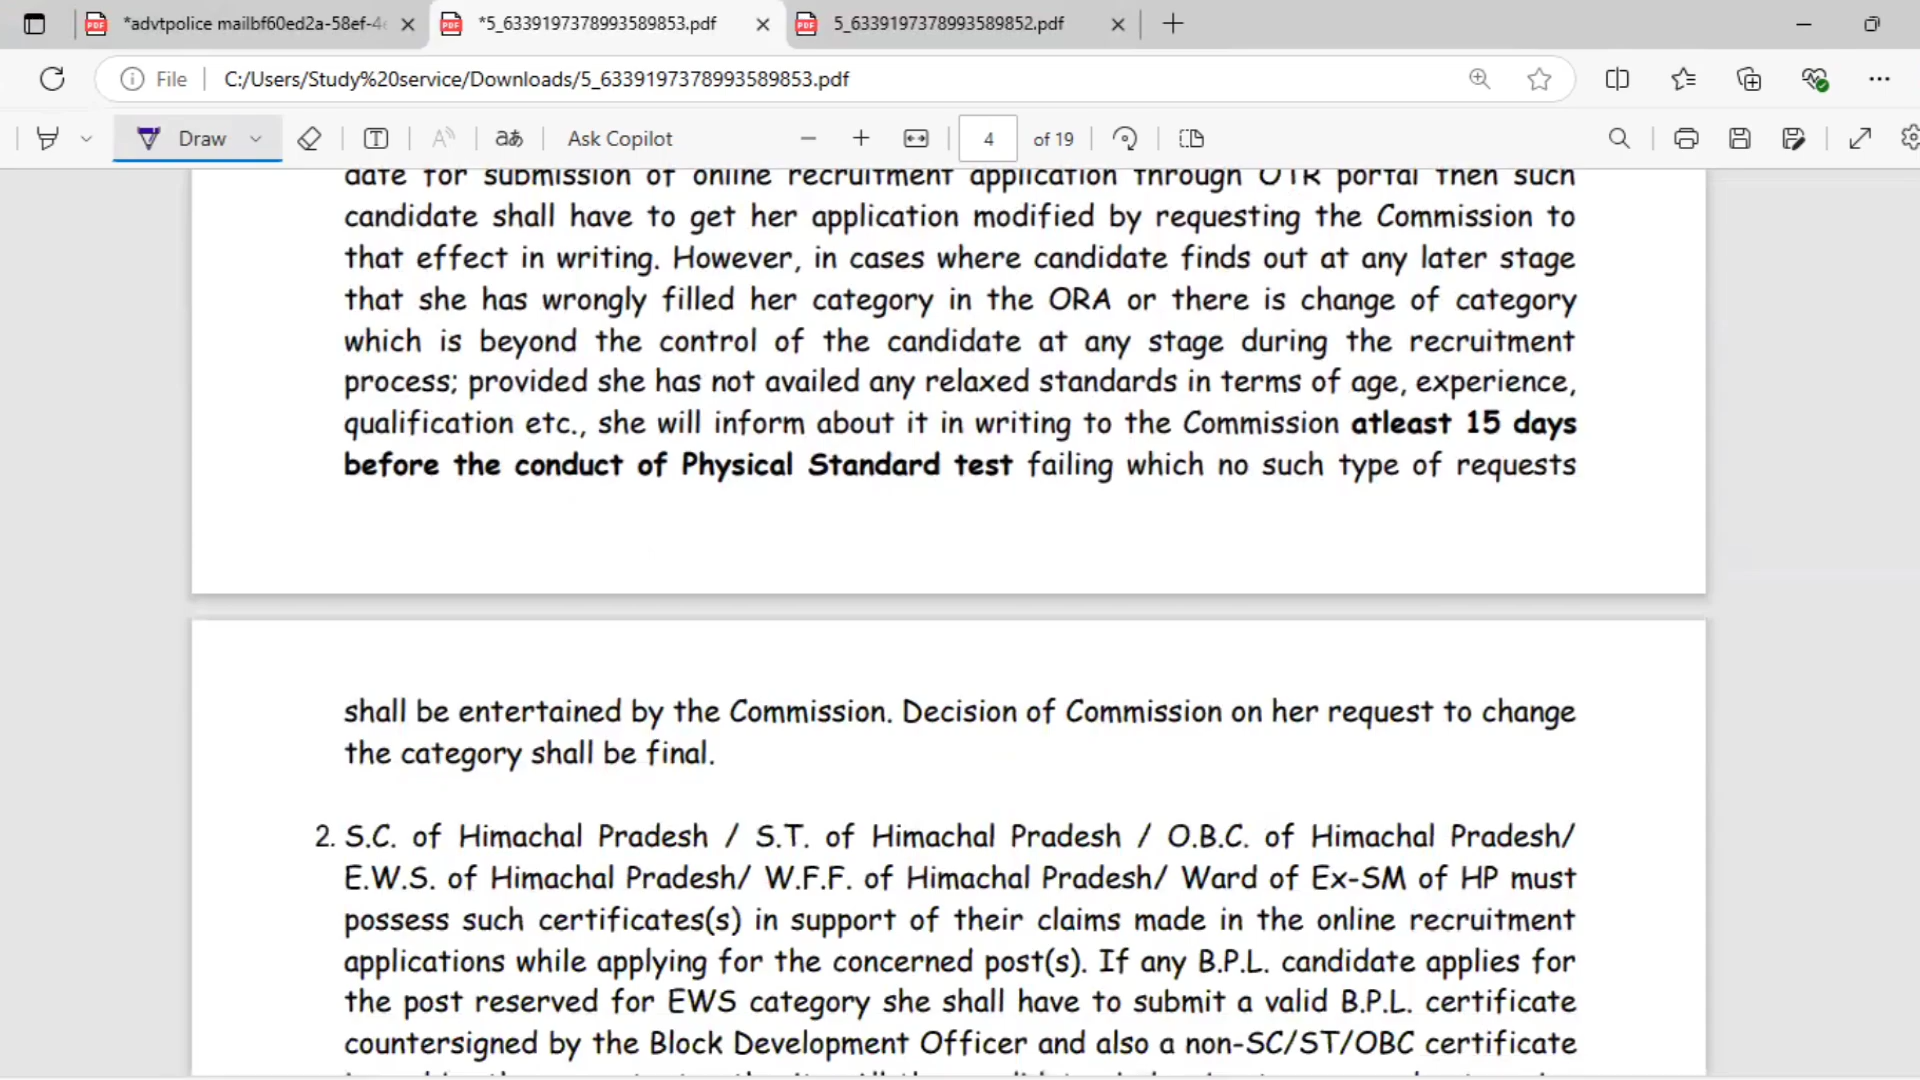 *advtpolice mailbf60ed2a-58ef-4
*5_6339197378993589853.pdf
5_6339197378993589852.pdf
File
C:/Users/Study%20service/Downloads/5_6339197378993589853.pdf
Draw
Ask Copilot
4
of 19
date for submission of online recruitment application through OTR portal then such
candidate shall have to get her application modified by requesting the Commission to
that effect in writing. However, in cases where candidate finds out at any later stage
that she has wrongly filled her category in the ORA or there is change of category
which is beyond the control of the candidate at any stage during the recruitment
process; provided she has not availed any relaxed standards in terms of age, experience,
qualification etc., she will inform about it in writing to the Commission atleast 15 days
before the conduct of Physical Standard test failing which no such type of requests
shall be entertained by the Commission. Decision of Commission on her request to change
the category shall be final.
2. S.C. of Himachal Pradesh / S.T. of Himachal Pradesh / O.B.C. of Himachal Pradesh/
E.W.S. of Himachal Pradesh/ W.F.F. of Himachal Pradesh/ Ward of Ex-SM of HP must
possess such certificates(s) in support of their claims made in the online recruitment
applications while applying for the concerned post(s). If any B.P.L. candidate applies for
the post reserved for EWS category she shall have to submit a valid B.P.L. certificate
countersigned by the Block Development Officer and also a non-SC/ST/OBC certificate